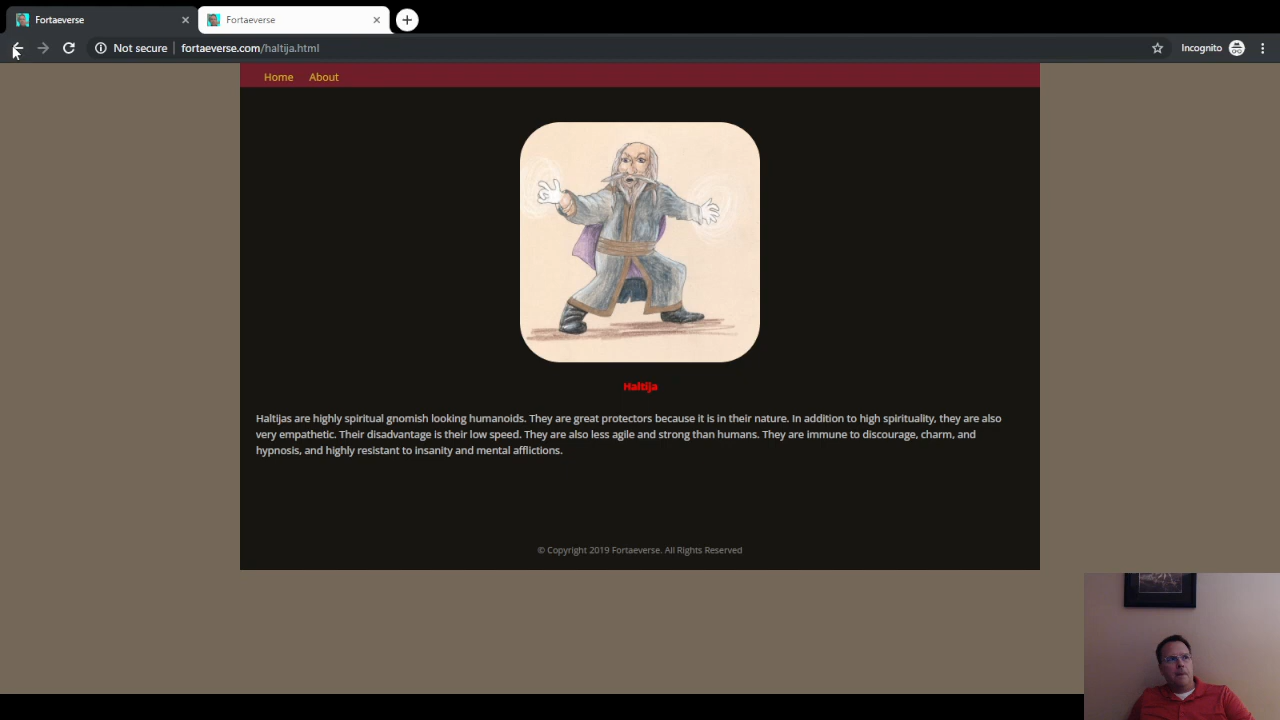 Fortaeverse
Fortaeverse
Not secure
fortaeverse.com/haltija.html
Incognito
Home
About
Haltija
Haltijas are highly spiritual gnomish looking humanoids. They are great protectors because it is in their nature. In addition to high spirituality, they are also
very empathetic. Their disadvantage is their low speed. They are also less agile and strong than humans. They are immune to discourage, charm, and
hypnosis, and highly resistant to insanity and mental afflictions.
© Copyright 2019 Fortaeverse. All Rights Reserved